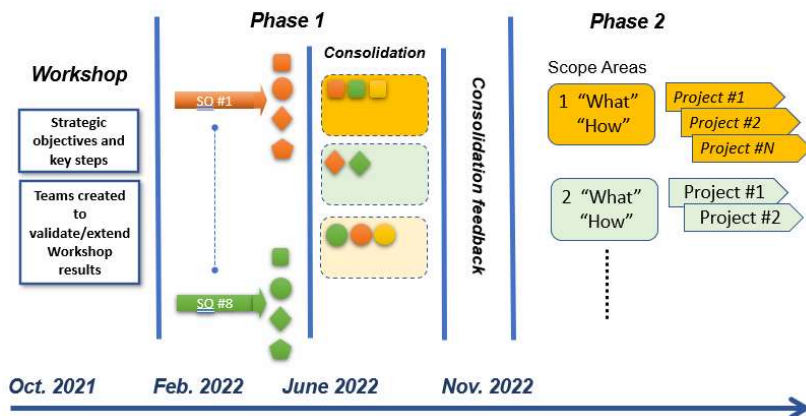 Phase 1
Phase 2
Workshop
Strategic
objectives and
key steps
Teams created
to
validate/extend
Workshop
results
SO #1
SO #8
Consolidation
Consolidation feedback
Scope Areas
1 “What”
“How”
Project #1
Project #2
Project #N
2 “What”
“How”
Project #1
Project #2
Oct. 2021
Feb. 2022
June 2022
Nov. 2022